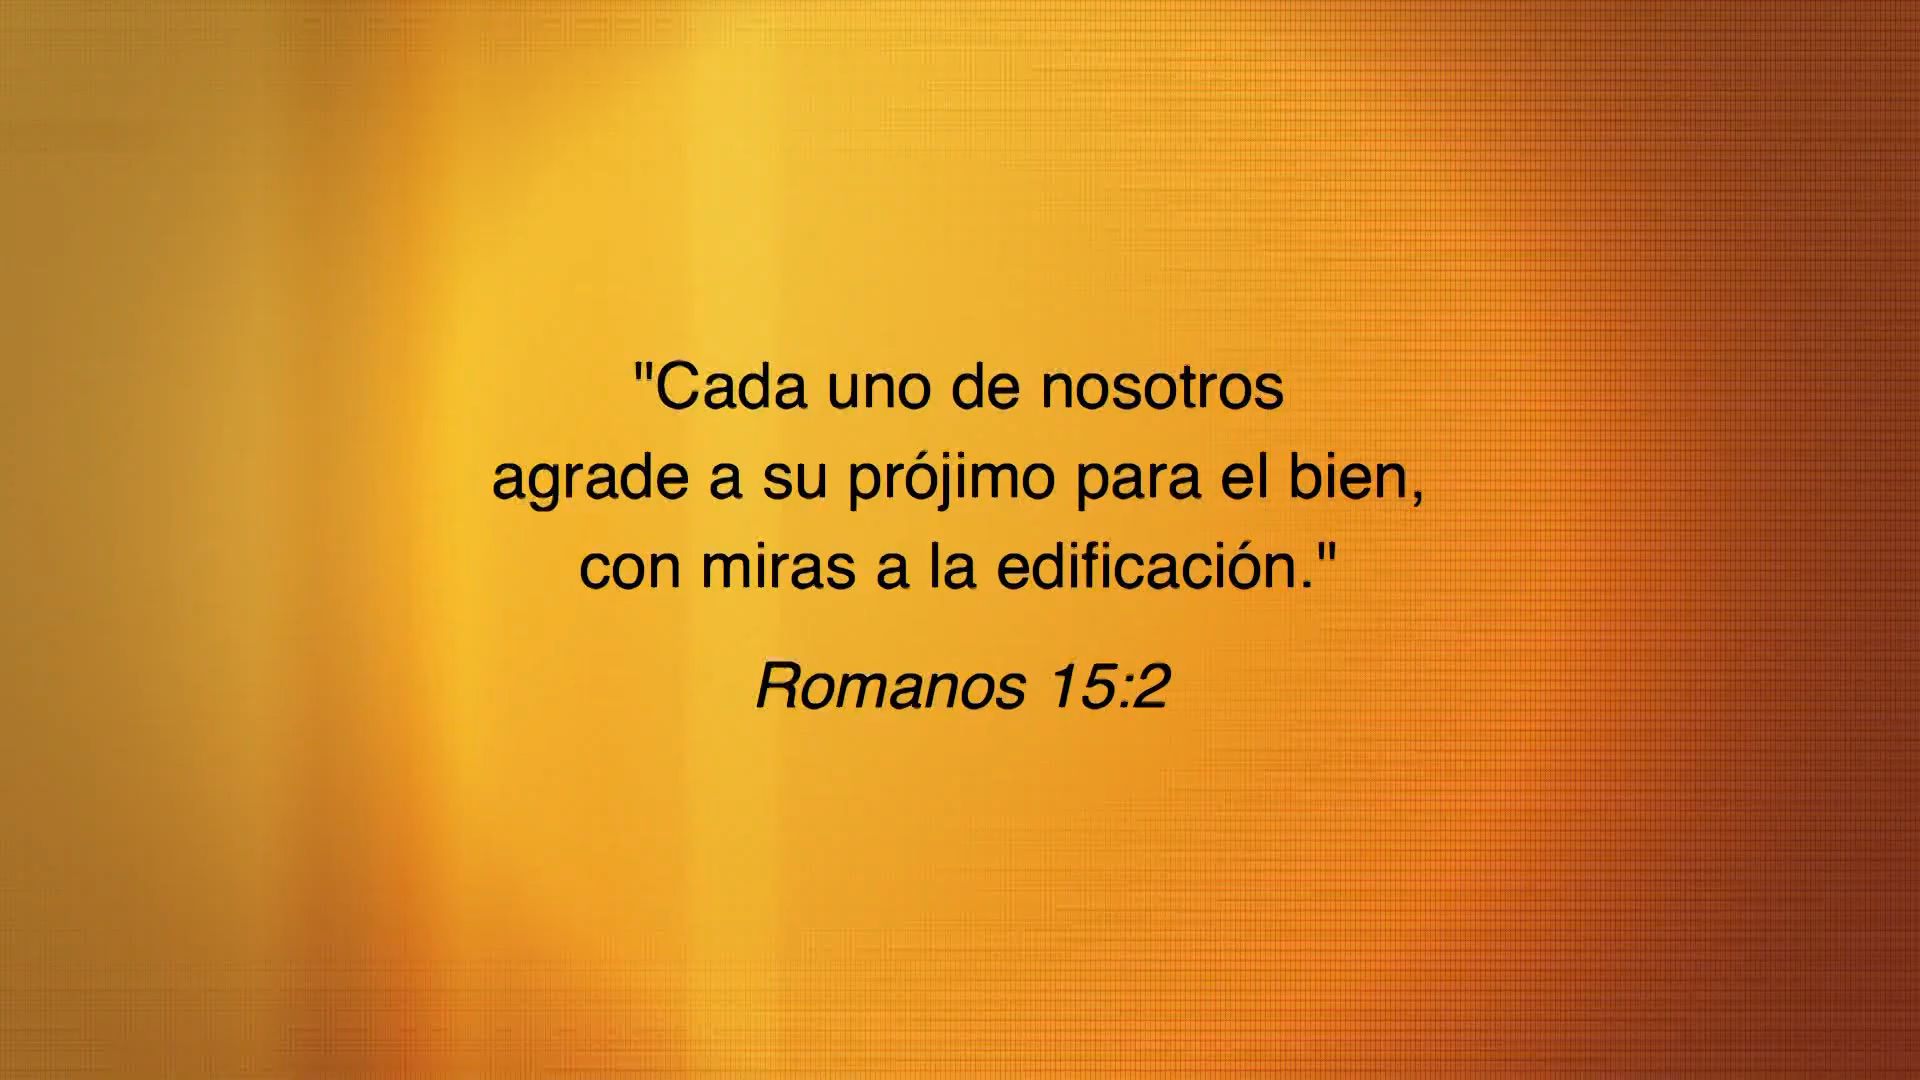 "Cada uno de nosotros
agrade a su prójimo para el bien,
con miras a la edificación."
Romanos 15:2